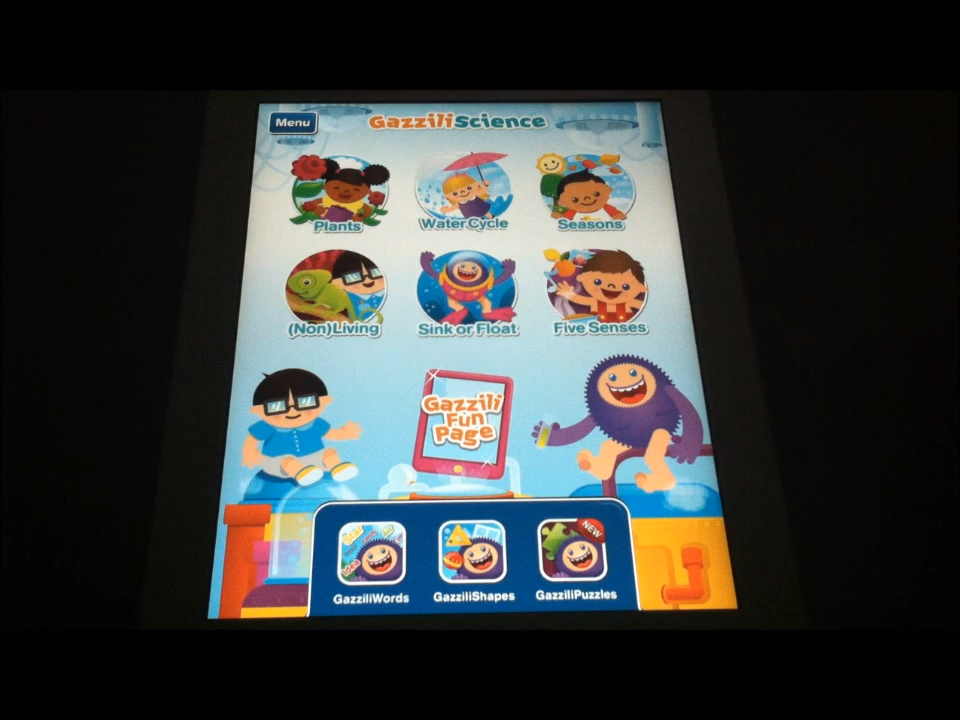 Menu
GazziliScience
Plants
Water Cycle
Seasons
(Non)Living
Sink or Float
Five Senses
Gazzili
Fun
Page
NEW
GazziliWords
GazziliShapes
GazziliPuzzles